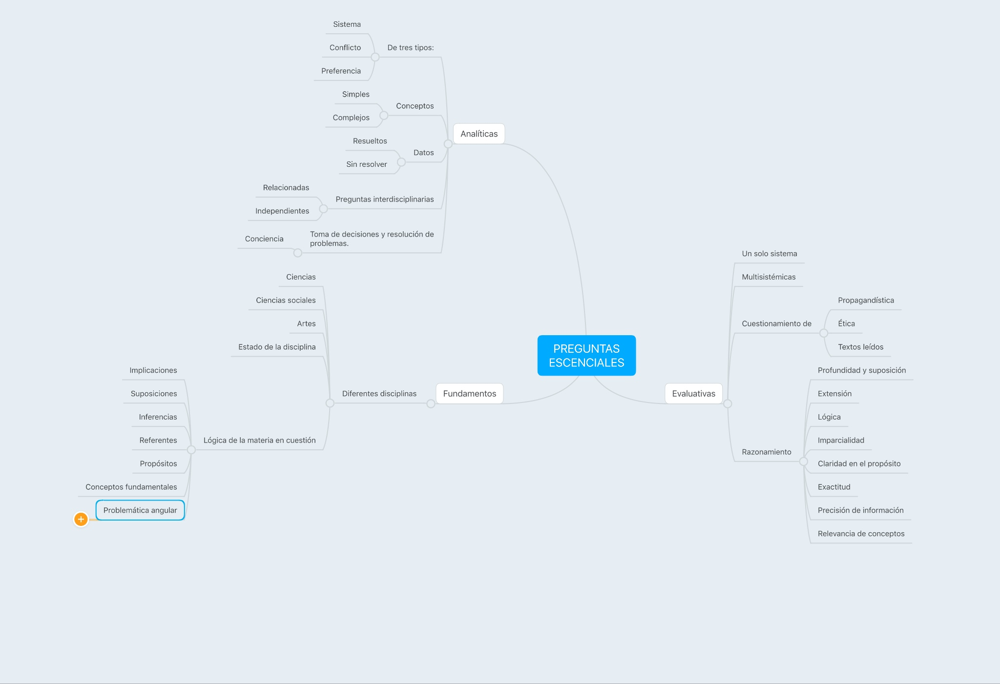 PREGUNTAS
ESCENCIALES
Analíticas
De tres tipos:
Sistema
Conflicto
Preferencia
Conceptos
Simples
Complejos
Datos
Resueltos
Sin resolver
Preguntas interdisciplinarias
Relacionadas
Independientes
Toma de decisiones y resolución de
problemas.
Conciencia
Fundamentos
Diferentes disciplinas
Ciencias
Ciencias sociales
Artes
Estado de la disciplina
Lógica de la materia en cuestión
Implicaciones
Suposiciones
Inferencias
Referentes
Propósitos
Conceptos fundamentales
Problemática angular
Evaluativas
Un solo sistema
Multisistémicas
Cuestionamiento de
Propagandística
Ética
Textos leídos
Razonamiento
Profundidad y suposición
Extensión
Lógica
Imparcialidad
Claridad en el propósito
Exactitud
Precisión de información
Relevancia de conceptos